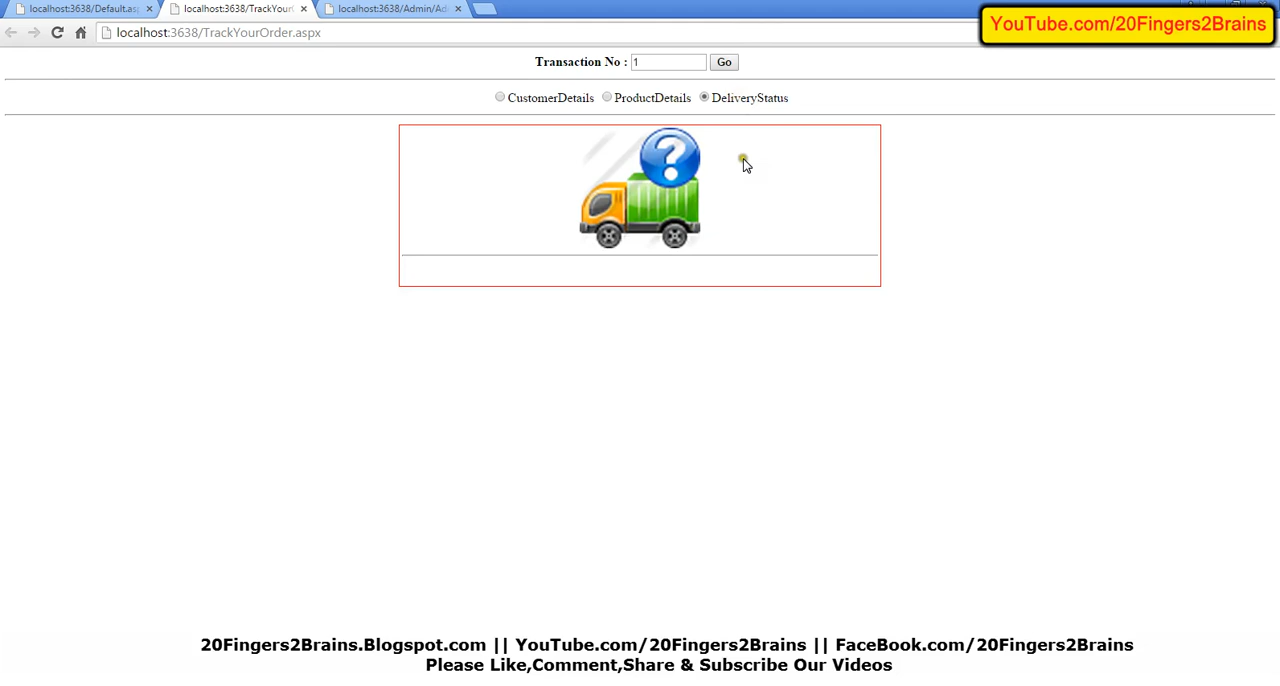 localhost:3638/Default.as
localhost:3638/TrackYour
localhost:3638/Admin/Ad
YouTube.com/20Fingers2Brains
localhost:3638/TrackYourOrder.aspx
Transaction No : 1 Go
CustomerDetails ProductDetails DeliveryStatus
?
20Fingers2Brains.Blogspot.com || YouTube.com/20Fingers2Brains || FaceBook.com/20Fingers2Brains
Please Like,Comment,Share & Subscribe Our Videos